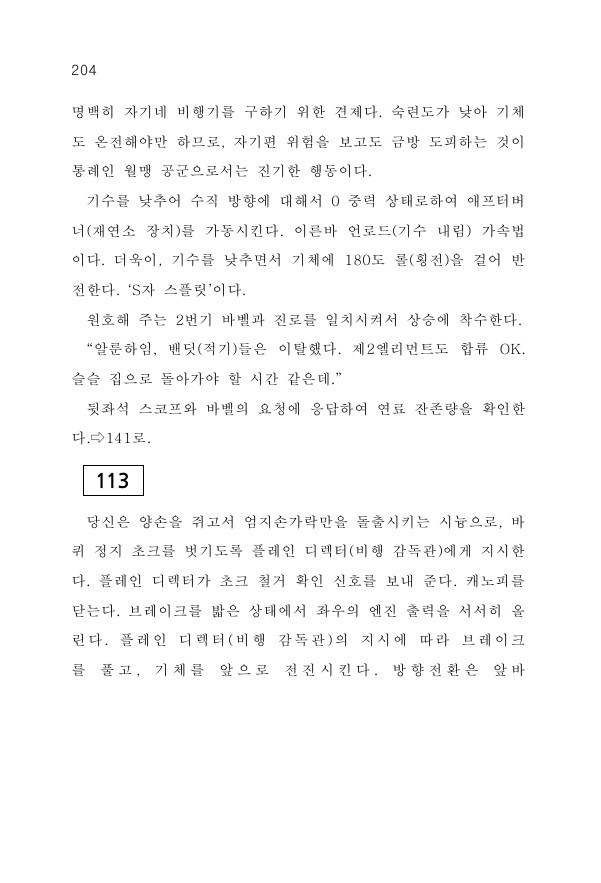 204
명백히 자기네 비행기를 구하기 위한 견제다. 숙련도가 낮아 기체
도 온전해야만 하므로, 자기편 위험을 보고도 금방 도피하는 것이
통례인 월맹 공군으로서는 진기한 행동이다.
기수를 낮추어 수직 방향에 대해서 0 중력 상태로하여 애프터버
너(재연소 장치)를 가동시킨다. 이른바 언로드(기수 내림) 가속법
이다. 더욱이, 기수를 낮추면서 기체에 180도 롤(횡전)을 걸어 반
전한다. ‘S자 스플릿’이다.
원호해 주는 2번기 바벨과 진로를 일치시켜서 상승에 착수한다.
“알룬하임, 밴딧(적기)들은 이탈했다. 제2엘리먼트도 합류 OK.
슬슬 집으로 돌아가야 할 시간 같은데.”
뒷좌석 스코프와 바벨의 요청에 응답하여 연료 잔존량을 확인한
다.⇨141로.
113
당신은 양손을 쥐고서 엄지손가락만을 돌출시키는 시늉으로, 바
퀴 정지 초크를 벗기도록 플레인 디렉터(비행 감독관)에게 지시한
다. 플레인 디렉터가 초크 철거 확인 신호를 보내 준다. 캐노피를
닫는다. 브레이크를 밟은 상태에서 좌우의 엔진 출력을 서서히 올
린다. 플레인 디렉터(비행 감독관)의 지시에 따라 브레이크
를 풀고, 기체를 앞으로 전진시킨다. 방향전환은 앞바